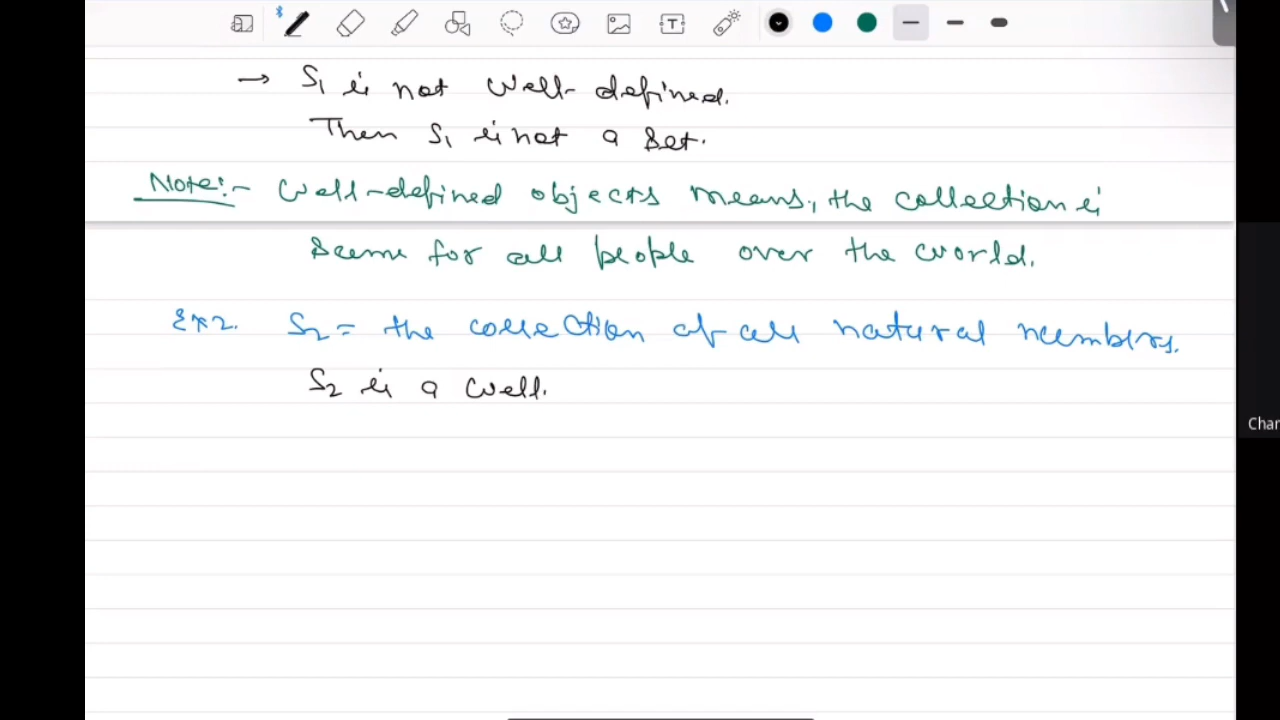 → S₁ is not well-defined.
Then S₁ is not a set.
Note:- Well-defined objects means, the collection is
same for all people over the world.
Ex2. S₂ = the collection of all natural numbers.
S₂ is a well.
Char